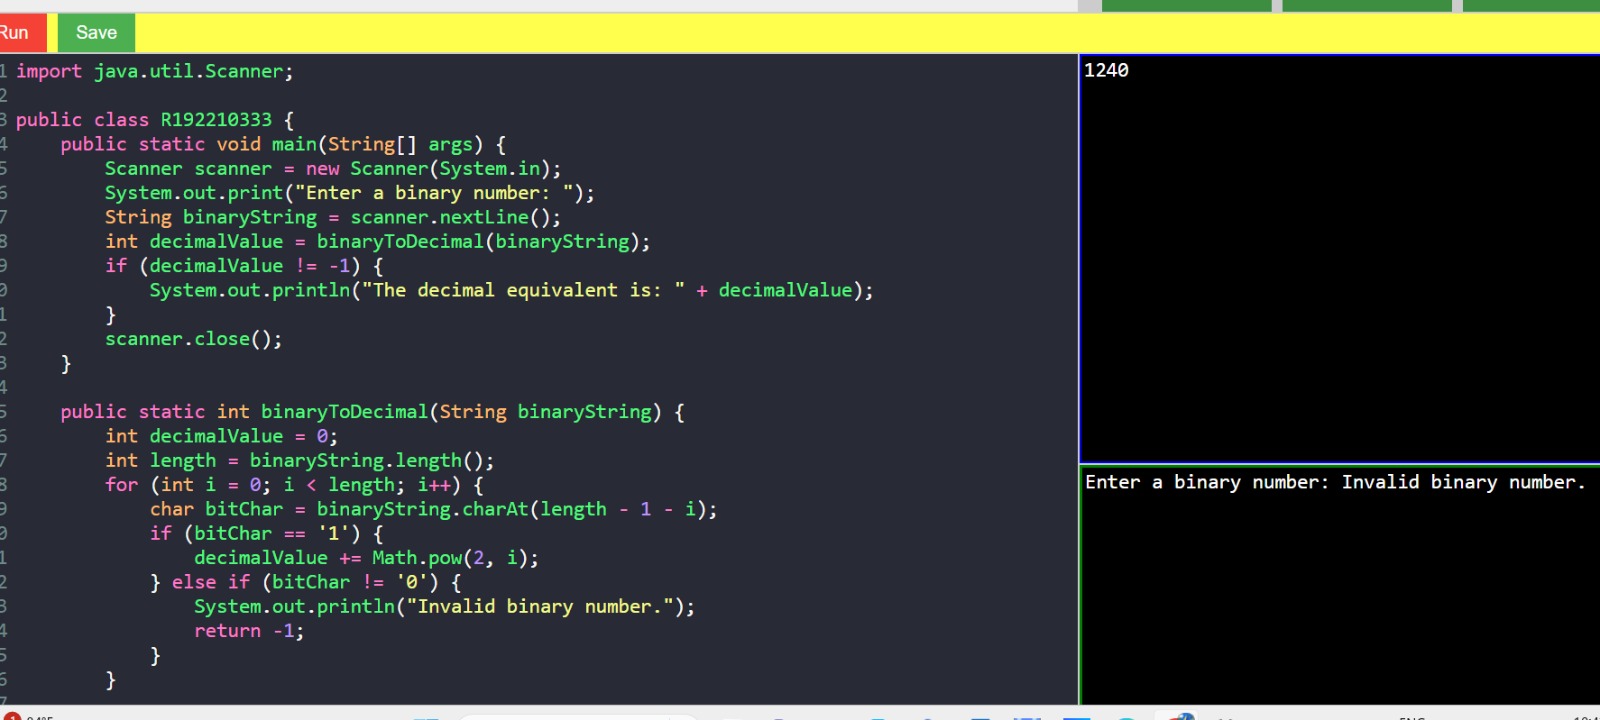 Run Save
1 import java.util.Scanner;
2
3 public class R192210333 {
4 public static void main(String[] args) {
5 Scanner scanner = new Scanner(System.in);
6 System.out.print("Enter a binary number: ");
7 String binaryString = scanner.nextLine();
8 int decimalValue = binaryToDecimal(binaryString);
9 if (decimalValue != -1) {
0 System.out.println("The decimal equivalent is: " + decimalValue);
1 }
2 scanner.close();
3 }
4
5 public static int binaryToDecimal(String binaryString) {
6 int decimalValue = 0;
7 int length = binaryString.length();
8 for (int i = 0; i < length; i++) {
9 char bitChar = binaryString.charAt(length - 1 - i);
0 if (bitChar == '1') {
1 decimalValue += Math.pow(2, i);
2 } else if (bitChar != '0') {
3 System.out.println("Invalid binary number.");
4 return -1;
5 }
6 }
1240
Enter a binary number: Invalid binary number.